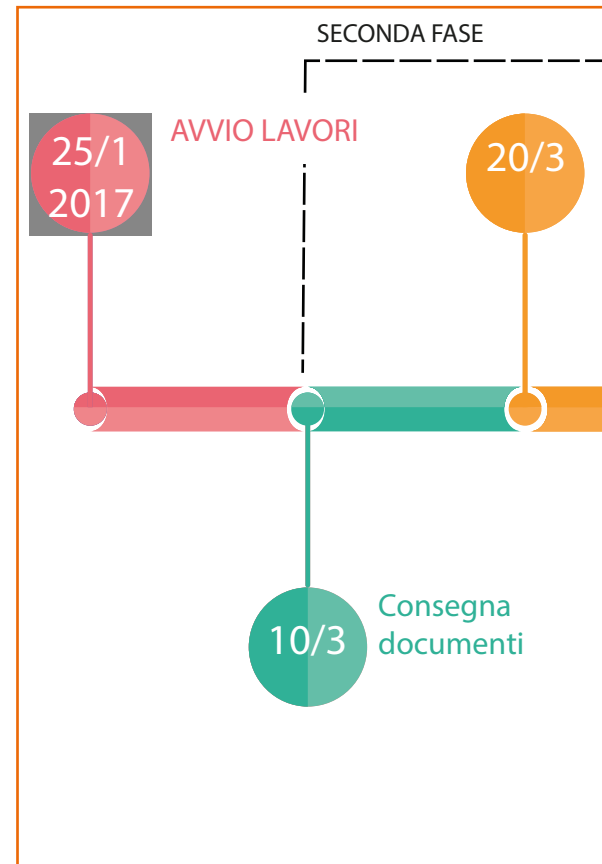 SECONDA FASE
25/1
2017
AVVIO LAVORI
20/3
10/3
Consegna
documenti